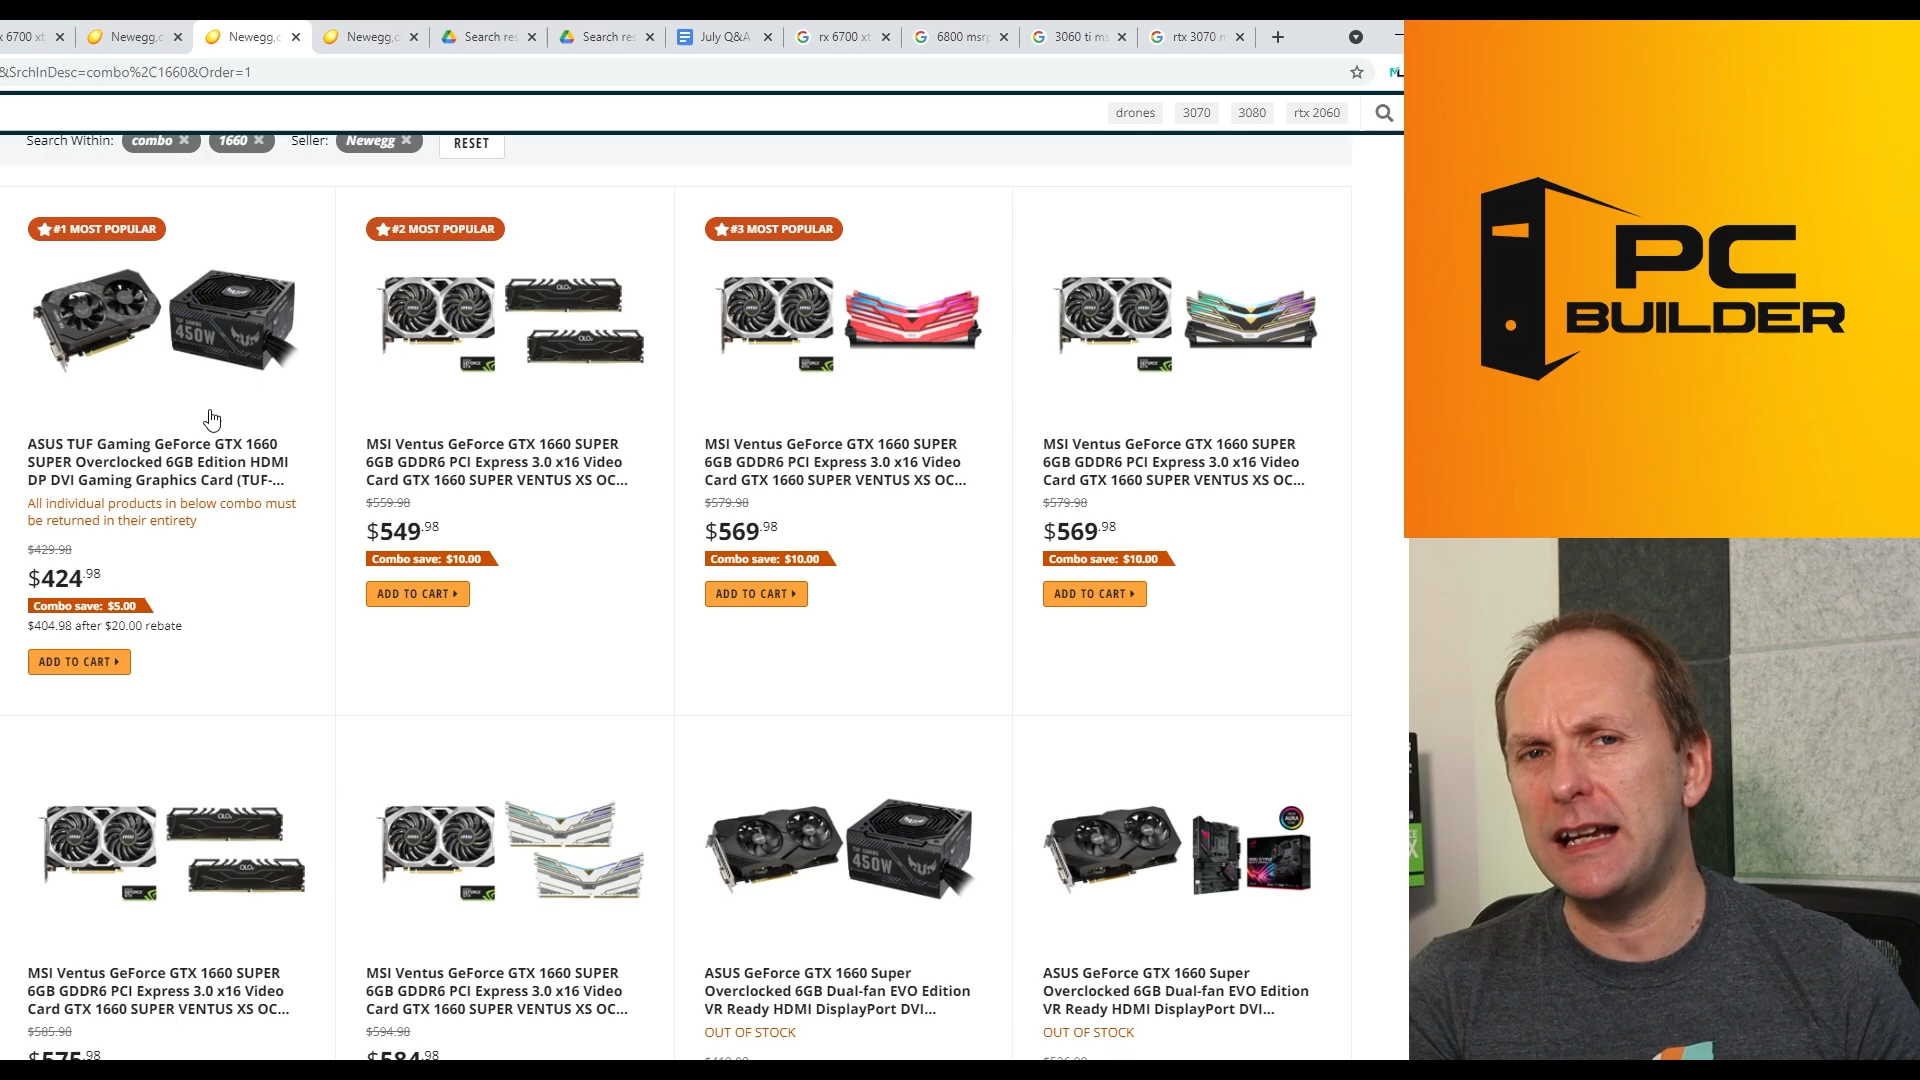 x 6700 xt
Newegg.c
Newegg.c
Newegg.c
Search res
Search res
July Q&A
rx 6700 xt
6800 msrp
3060 ti ms
rtx 3070 m
&SrchInDesc=combo%2C1660&Order=1
drones
3070
3080
rtx 2060
Search Within:
combo
1660
Seller:
Newegg
RESET
#1 MOST POPULAR
450W
ASUS TUF Gaming GeForce GTX 1660
SUPER Overclocked 6GB Edition HDMI
DP DVI Gaming Graphics Card (TUF-...
All individual products in below combo must
be returned in their entirety
$429.98
$424.98
Combo save: $5.00
$404.98 after $20.00 rebate
ADD TO CART
#2 MOST POPULAR
MSI Ventus GeForce GTX 1660 SUPER
6GB GDDR6 PCI Express 3.0 x16 Video
Card GTX 1660 SUPER VENTUS XS OC...
$559.98
$549.98
Combo save: $10.00
ADD TO CART
#3 MOST POPULAR
MSI Ventus GeForce GTX 1660 SUPER
6GB GDDR6 PCI Express 3.0 x16 Video
Card GTX 1660 SUPER VENTUS XS OC...
$579.98
$569.98
Combo save: $10.00
ADD TO CART
MSI Ventus GeForce GTX 1660 SUPER
6GB GDDR6 PCI Express 3.0 x16 Video
Card GTX 1660 SUPER VENTUS XS OC...
$579.98
$569.98
Combo save: $10.00
ADD TO CART
MSI Ventus GeForce GTX 1660 SUPER
6GB GDDR6 PCI Express 3.0 x16 Video
Card GTX 1660 SUPER VENTUS XS OC...
$585.98
$575.98
MSI Ventus GeForce GTX 1660 SUPER
6GB GDDR6 PCI Express 3.0 x16 Video
Card GTX 1660 SUPER VENTUS XS OC...
$594.98
$584.98
450W
ASUS GeForce GTX 1660 Super
Overclocked 6GB Dual-fan EVO Edition
VR Ready HDMI DisplayPort DVI...
OUT OF STOCK
AURA
ASUS GeForce GTX 1660 Super
Overclocked 6GB Dual-fan EVO Edition
VR Ready HDMI DisplayPort DVI...
OUT OF STOCK
PC
BUILDER